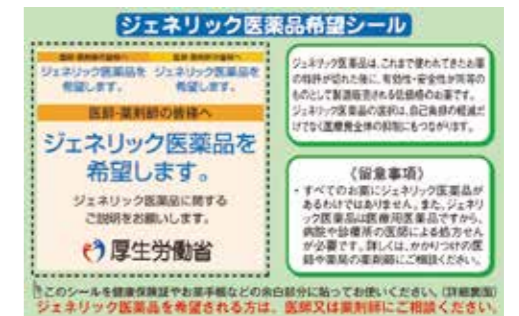 ジェネリック医薬品希望シール
医師・薬剤師の皆様へ 医師・薬剤師の皆様へ
ジェネリック医薬品を ジェネリック医薬品を
希望します。 希望します。
医師・薬剤師の皆様へ
ジェネリック医薬品を
希望します。
ジェネリック医薬品に関する
ご説明をお願いします。
厚生労働省
ジェネリック医薬品は、これまで使われてきたお薬
の特許が切れた後に、有効性・安全性が同等の
ものとして製造販売される低価格のお薬です。
ジェネリック医薬品の選択は、自己負担の軽減だ
けでなく医療費全体の抑制にもつながります。
〈留意事項〉
・すべてのお薬にジェネリック医薬品が
あるわけではありません。また、ジェネリ
ック医薬品は医療用医薬品ですから、
病院や診療所の医師による処方せん
が必要です。詳しくは、かかりつけの医
師や薬局の薬剤師にご相談ください。
このシールを健康保険証やお薬手帳などの余白部分に貼ってお使いください。(詳細裏面)
ジェネリック医薬品を希望される方は、医師又は薬剤師にご相談ください。